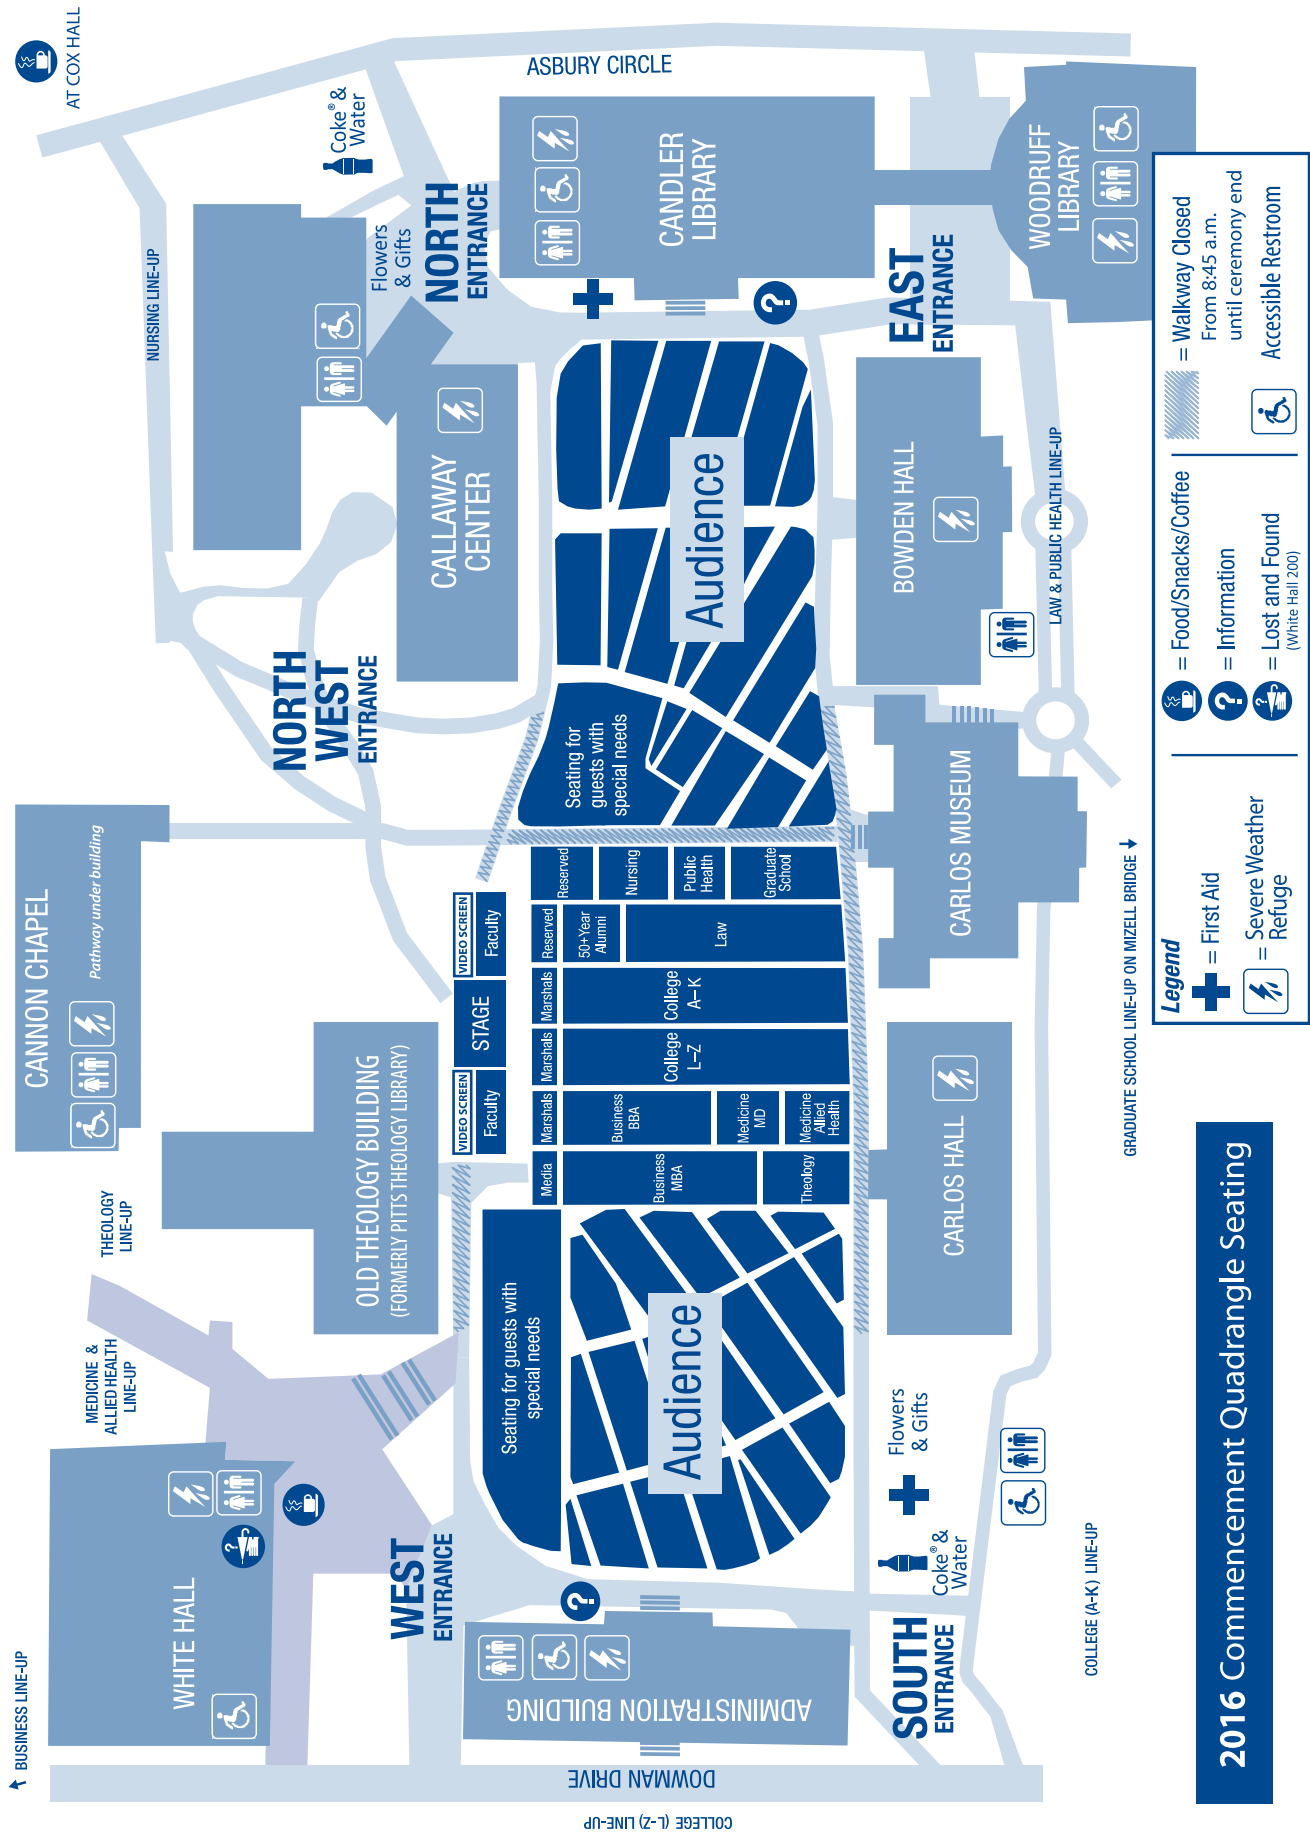 2016 Commencement Quadrangle Seating
BUSINESS LINE-UP
WHITE HALL
MEDICINE &
ALLIED HEALTH
LINE-UP
THEOLOGY
LINE-UP
CANNON CHAPEL
Pathway under building
AT COX HALL
NURSING LINE-UP
NORTH
WEST
ENTRANCE
OLD THEOLOGY BUILDING
(FORMERLY PITTS THEOLOGY LIBRARY)
WEST
ENTRANCE
CALLAWAY
CENTER
Flowers
& Gifts
Coke® &
Water
NORTH
ENTRANCE
ASBURY CIRCLE
CANDLER
LIBRARY
VIDEO SCREEN
Faculty
STAGE
VIDEO SCREEN
Faculty
Seating for guests with
special needs
Seating for
guests with
special needs
Media
Marshals
Marshals
Marshals
Reserved
Reserved
Business
MBA
Theology
Business
BBA
Medicine
MD
Medicine
Allied
Health
College
L–Z
College
A–K
50+Year
Alumni
Law
Nursing
Public
Health
Graduate
School
Audience
Audience
ADMINISTRATION BUILDING
DOWMAN DRIVE
COLLEGE (L-Z) LINE-UP
SOUTH
ENTRANCE
Coke® &
Water
Flowers
& Gifts
CARLOS HALL
CARLOS MUSEUM
BOWDEN HALL
EAST
ENTRANCE
WOODRUFF
LIBRARY
LAW & PUBLIC HEALTH LINE-UP
COLLEGE (A-K) LINE-UP
GRADUATE SCHOOL LINE-UP ON MIZELL BRIDGE
Legend
= First Aid
= Severe Weather
Refuge
= Food/Snacks/Coffee
= Information
= Lost and Found
(White Hall 200)
= Walkway Closed
From 8:45 a.m.
until ceremony end
Accessible Restroom